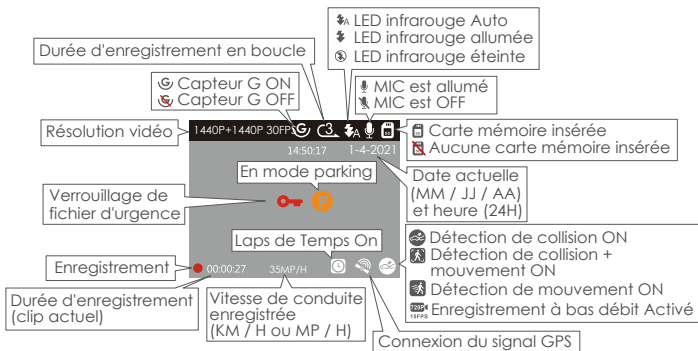 LED infrarouge Auto
LED infrarouge allumée
LED infrarouge éteinte
Durée d'enregistrement en boucle
Capteur G ON
Capteur G OFF
MIC est allumé
MIC est OFF
Résolution vidéo
1440P+1440P 30FPS
Carte mémoire insérée
Aucune carte mémoire insérée
14:50:17
1-4-2021
En mode parking
Date actuelle
(MM / JJ / AA)
et heure (24H)
Verrouillage de
fichier d'urgence
P
Laps de Temps On
Détection de collision ON
Détection de collision +
mouvement ON
Détection de mouvement ON
720P
15FPS
Enregistrement à bas débit Activé
Enregistrement
00:00:27
35MP/H
Durée d'enregistrement
(clip actuel)
Vitesse de conduite
enregistrée
(KM / H ou MP / H)
Connexion du signal GPS